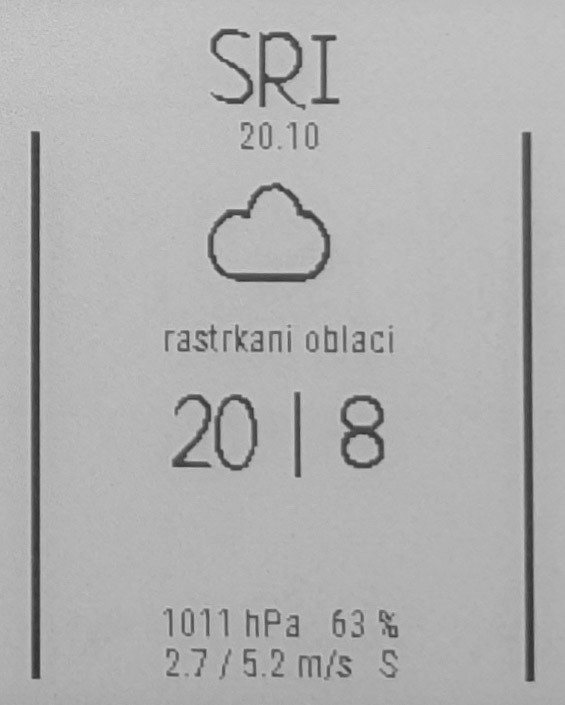 SRI
20.10
rastrkani oblaci
20 | 8
1011 hPa 63 %
2.7 / 5.2 m/s S